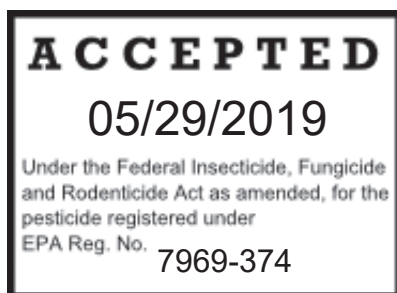 ACCEPTED
05/29/2019
Under the Federal Insecticide, Fungicide
and Rodenticide Act as amended, for the
pesticide registered under
EPA Reg. No. 7969-374